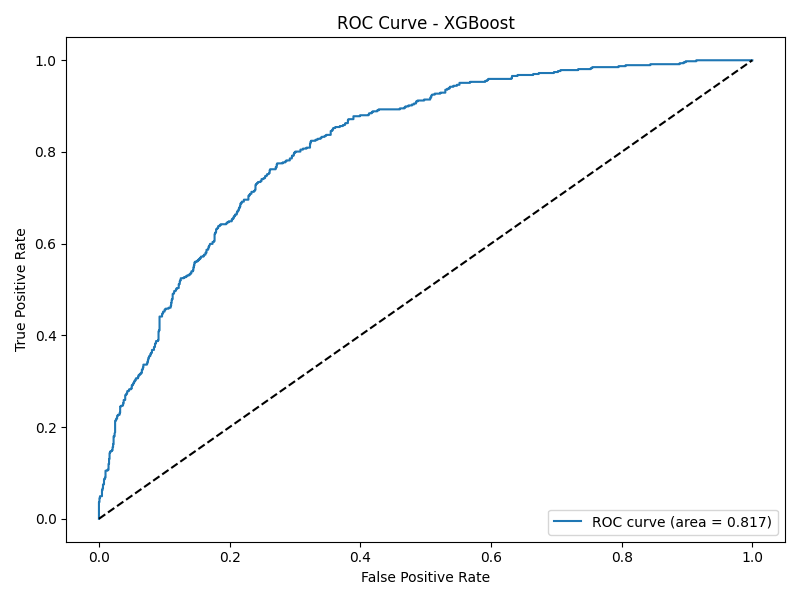 ROC Curve - XGBoost
True Positive Rate
1.0
0.8
0.6
0.4
0.2
0.0
ROC curve (area = 0.817)
0.0 0.2 0.4 0.6 0.8 1.0
False Positive Rate